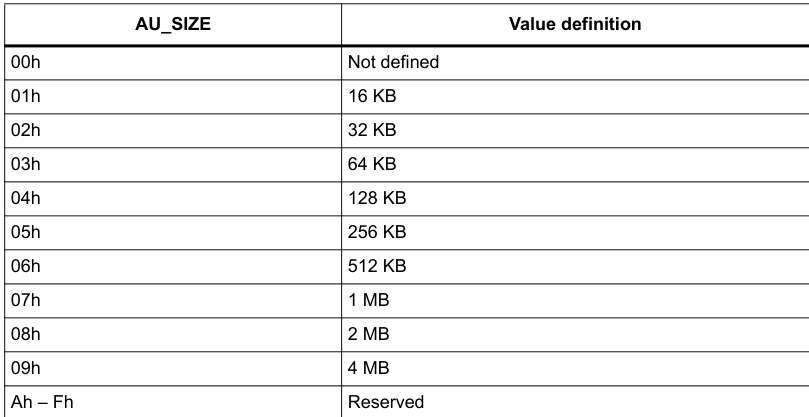 AU_SIZE Value definition
00h Not defined
01h 16 KB
02h 32 KB
03h 64 KB
04h 128 KB
05h 256 KB
06h 512 KB
07h 1 MB
08h 2 MB
09h 4 MB
Ah – Fh Reserved